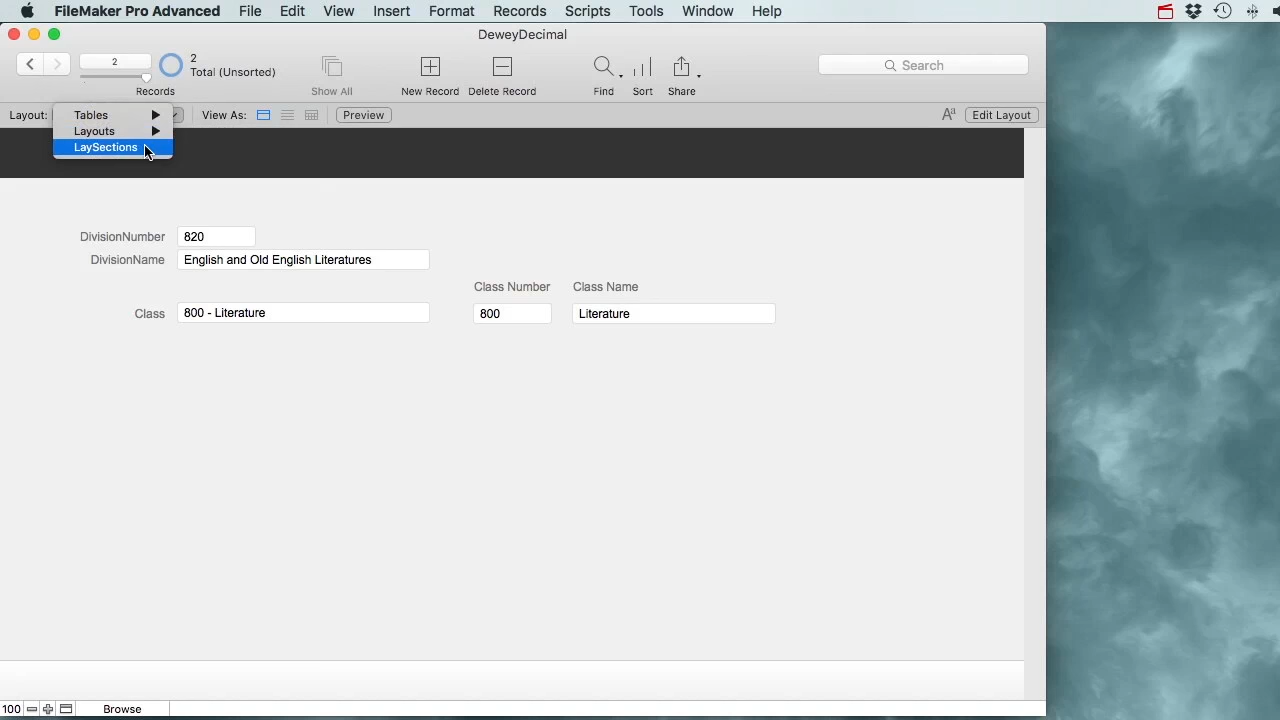 FileMaker Pro Advanced File Edit View Insert Format Records Scripts Tools Window Help
DeweyDecimal
2
2
Total (Unsorted)
Search
Records Show All New Record Delete Record Find Sort Share
Layout: View As: Preview Aa Edit Layout
Tables
Layouts
LaySections
DivisionNumber 820
DivisionName English and Old English Literatures
Class Number Class Name
Class 800 - Literature 800 Literature
100 Browse